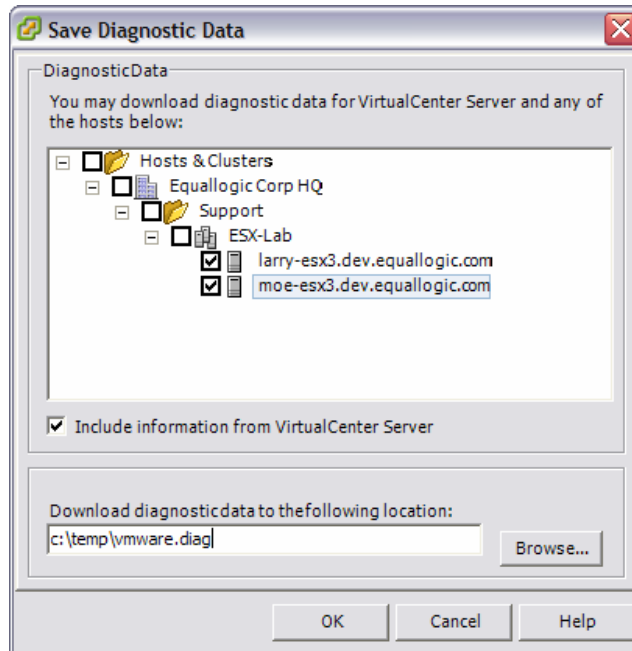 Save Diagnostic Data
DiagnosticData
You may download diagnostic data for VirtualCenter Server and any of
the hosts below:
Hosts & Clusters
Equallogic Corp HQ
Support
ESX-Lab
larry-esx3.dev.equallogic.com
moe-esx3.dev.equallogic.com
Include information from VirtualCenter Server
Download diagnosticdata to thefollowing location:
c:\temp\vmware.diag
Browse...
OK Cancel Help